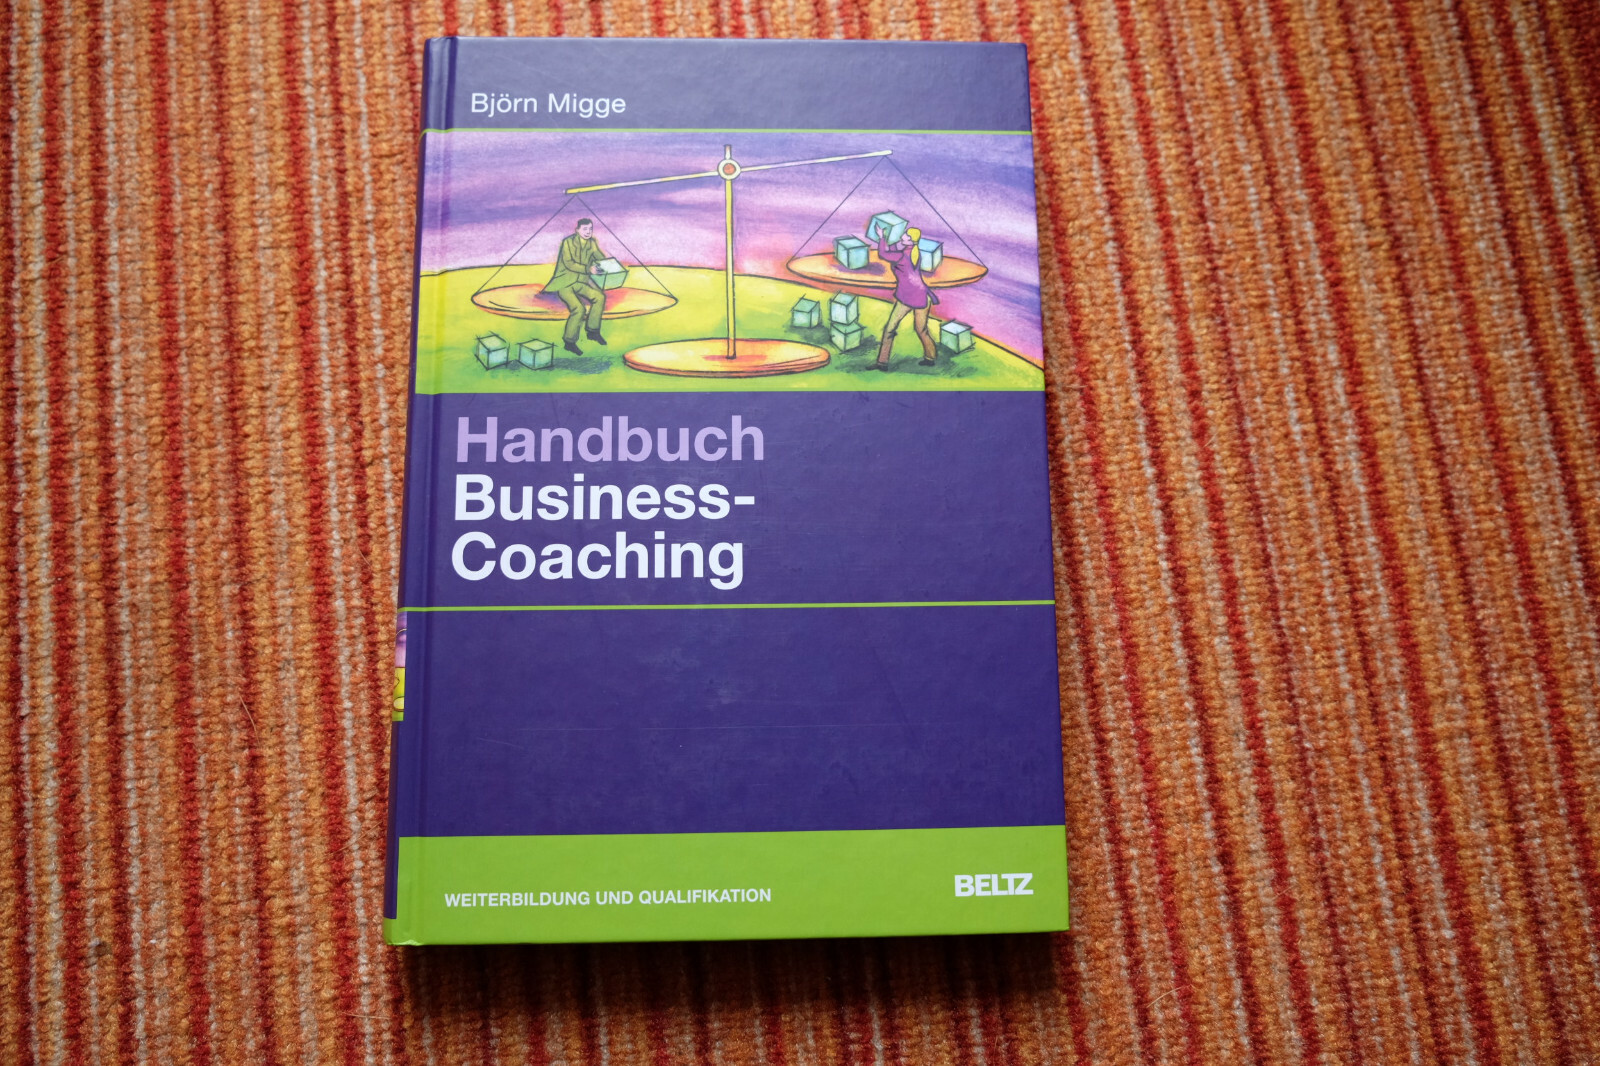 Björn Migge
Handbuch
Business-
Coaching
WEITERBILDUNG UND QUALIFIKATION
BELTZ